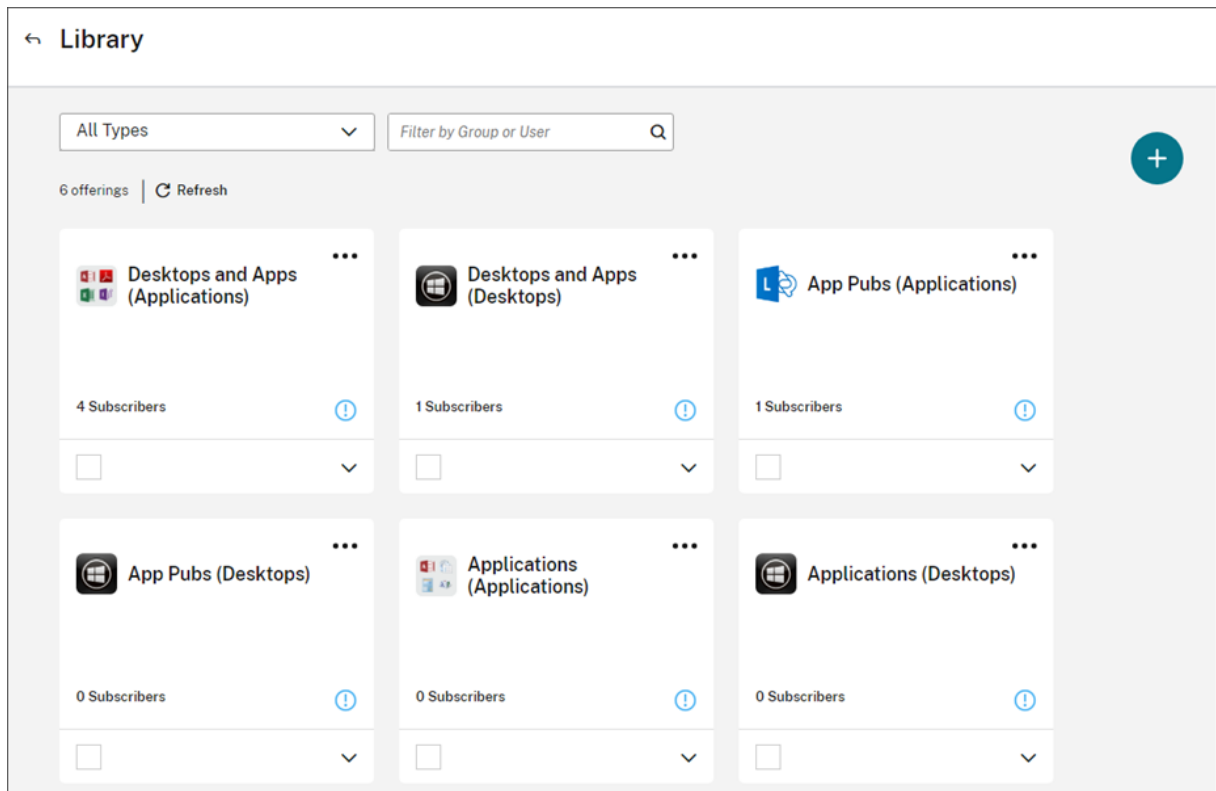 Library
All Types
Filter by Group or User
6 offerings
Refresh
Desktops and Apps
(Applications)
4 Subscribers
Desktops and Apps
(Desktops)
1 Subscribers
App Pubs (Applications)
1 Subscribers
App Pubs (Desktops)
0 Subscribers
Applications
(Applications)
0 Subscribers
Applications (Desktops)
0 Subscribers